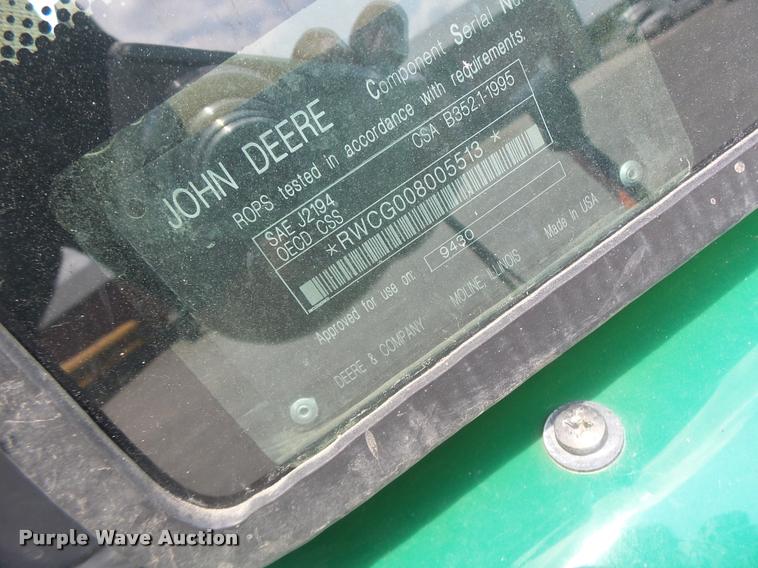 JOHN DEERE Component Serial
ROPS tested in accordance with requirements:
SAE J2194 CSA B352.1-1995
OECD CSS
*RWCG008005513*
Approved for use on: 9430
DEERE & COMPANY MOLINE, ILLINOIS Made in USA
Purple Wave Auction